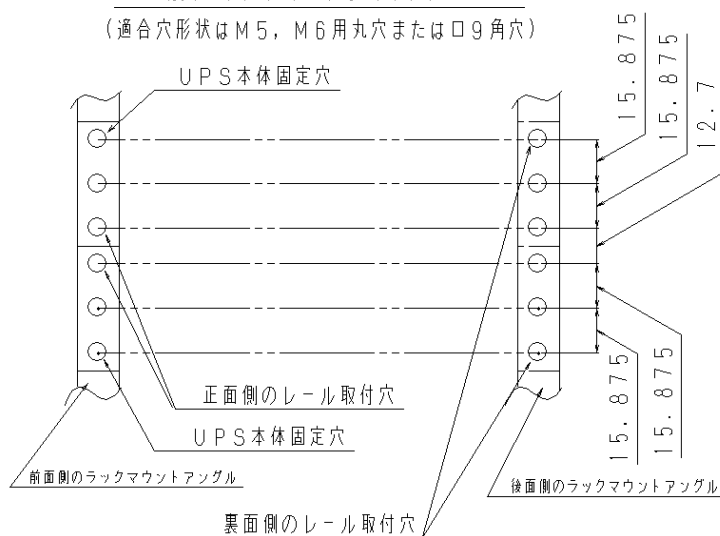 (適合穴形状はM5,M6用丸穴または□9角穴)
UPS本体固定穴
15.875
15.875
12.7
正面側のレール取付穴
UPS本体固定穴
15.875
15.875
前面側のラックマウントアングル
後面側のラックマウントアングル
裏面側のレール取付穴